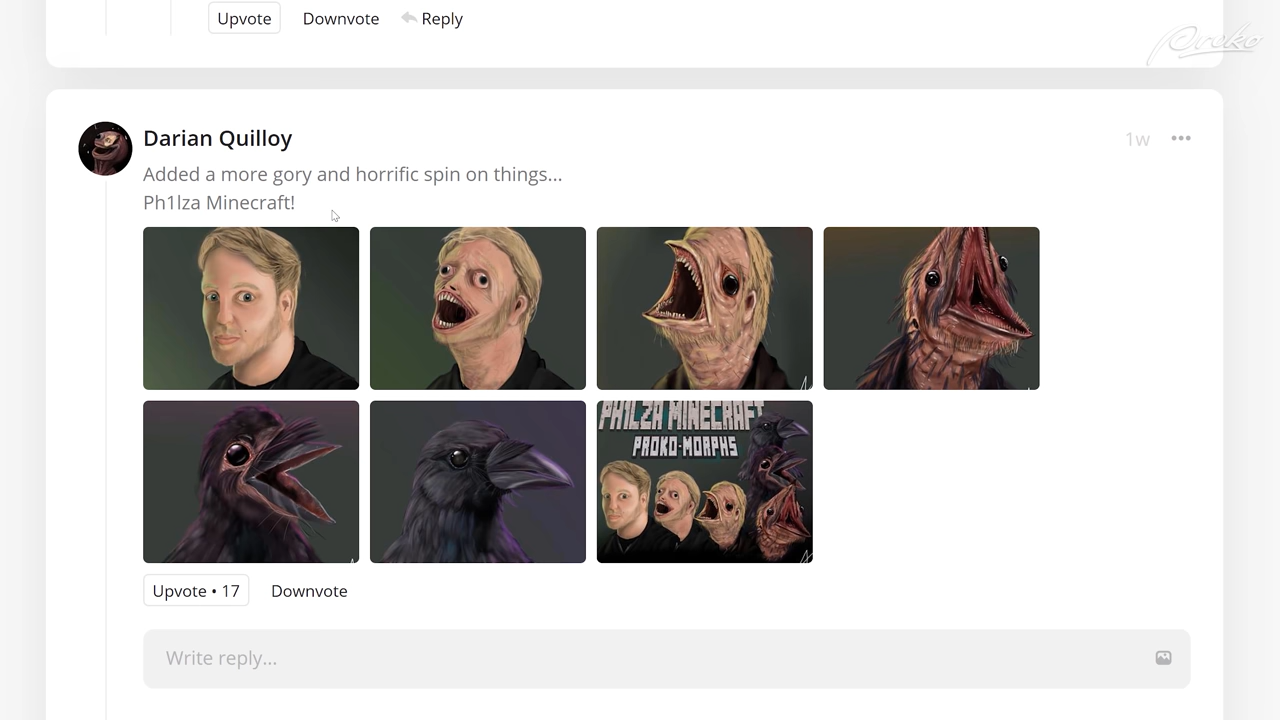 Upvote
Downvote
Reply
Proko
Darian Quilloy
1w
Added a more gory and horrific spin on things...
Ph1lza Minecraft!
PH1LZA MINECRAFT
PROKO-MORPHS
Upvote • 17
Downvote
Write reply...